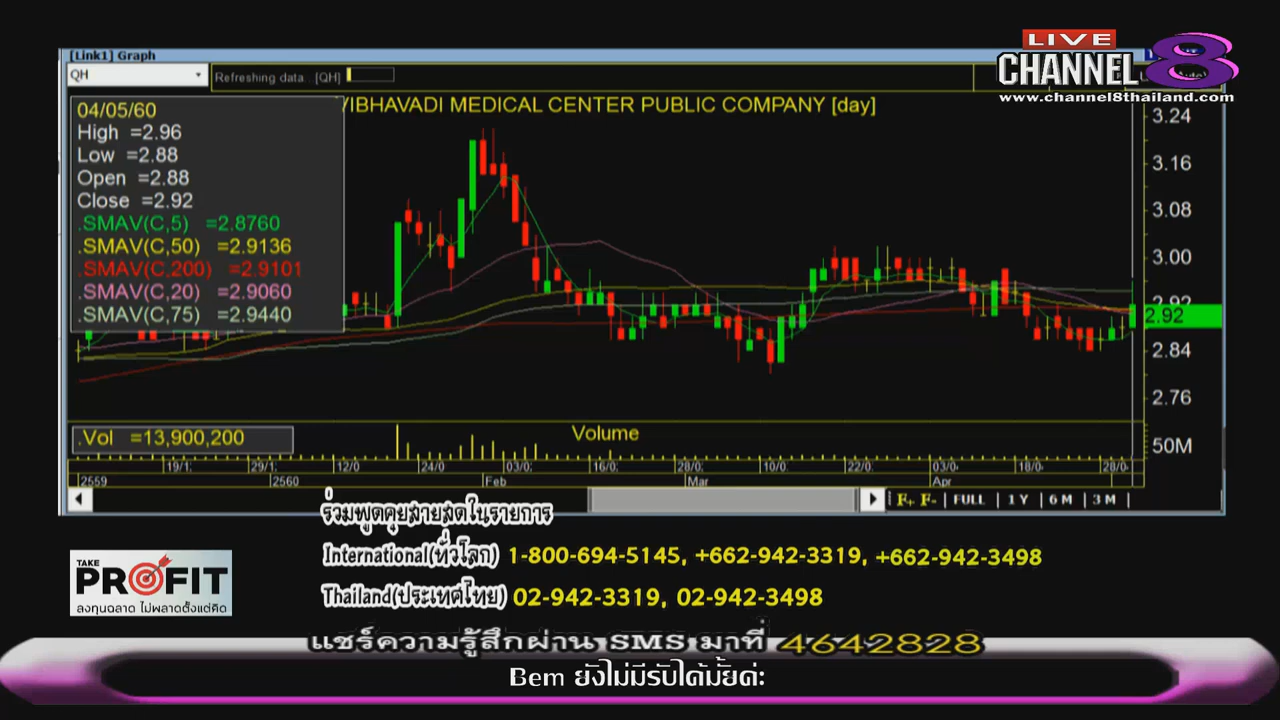 [Link1] Graph
LIVE
CHANNEL 8
www.channel8thailand.com
QH
Refreshing data [QH]
VIBHAVADI MEDICAL CENTER PUBLIC COMPANY [day]
04/05/60
High =2.96
Low =2.88
Open =2.88
Close =2.92
.SMAV(C,5) =2.8760
.SMAV(C,50) =2.9136
.SMAV(C,200) =2.9101
.SMAV(C,20) =2.9060
.SMAV(C,75) =2.9440
3.24
3.16
3.08
3.00
2.92
2.92
2.84
2.76
.Vol =13,900,200
Volume
50M
19/1: 29/1: 12/0 24/0 03/0: 16/0: 28/0: 10/0: 22/0: 03/0 18/0 28/0
2559 2560 Feb Mar Apr
F+ F- FULL 1 Y 6 M 3 M
ร่วมพูดคุยสายสดในรายการ
International(ทั่วโลก) 1-800-694-5145, +662-942-3319, +662-942-3498
Thailand(ประเทศไทย) 02-942-3319, 02-942-3498
TAKE
PROFIT
ลงทุนฉลาด ไม่พลาดตั้งแต่คิด
แชร์ความรู้สึกผ่าน SMS มาที่ 4642828
Bem ยังไม่มีรับได้มั้ยค่ะ